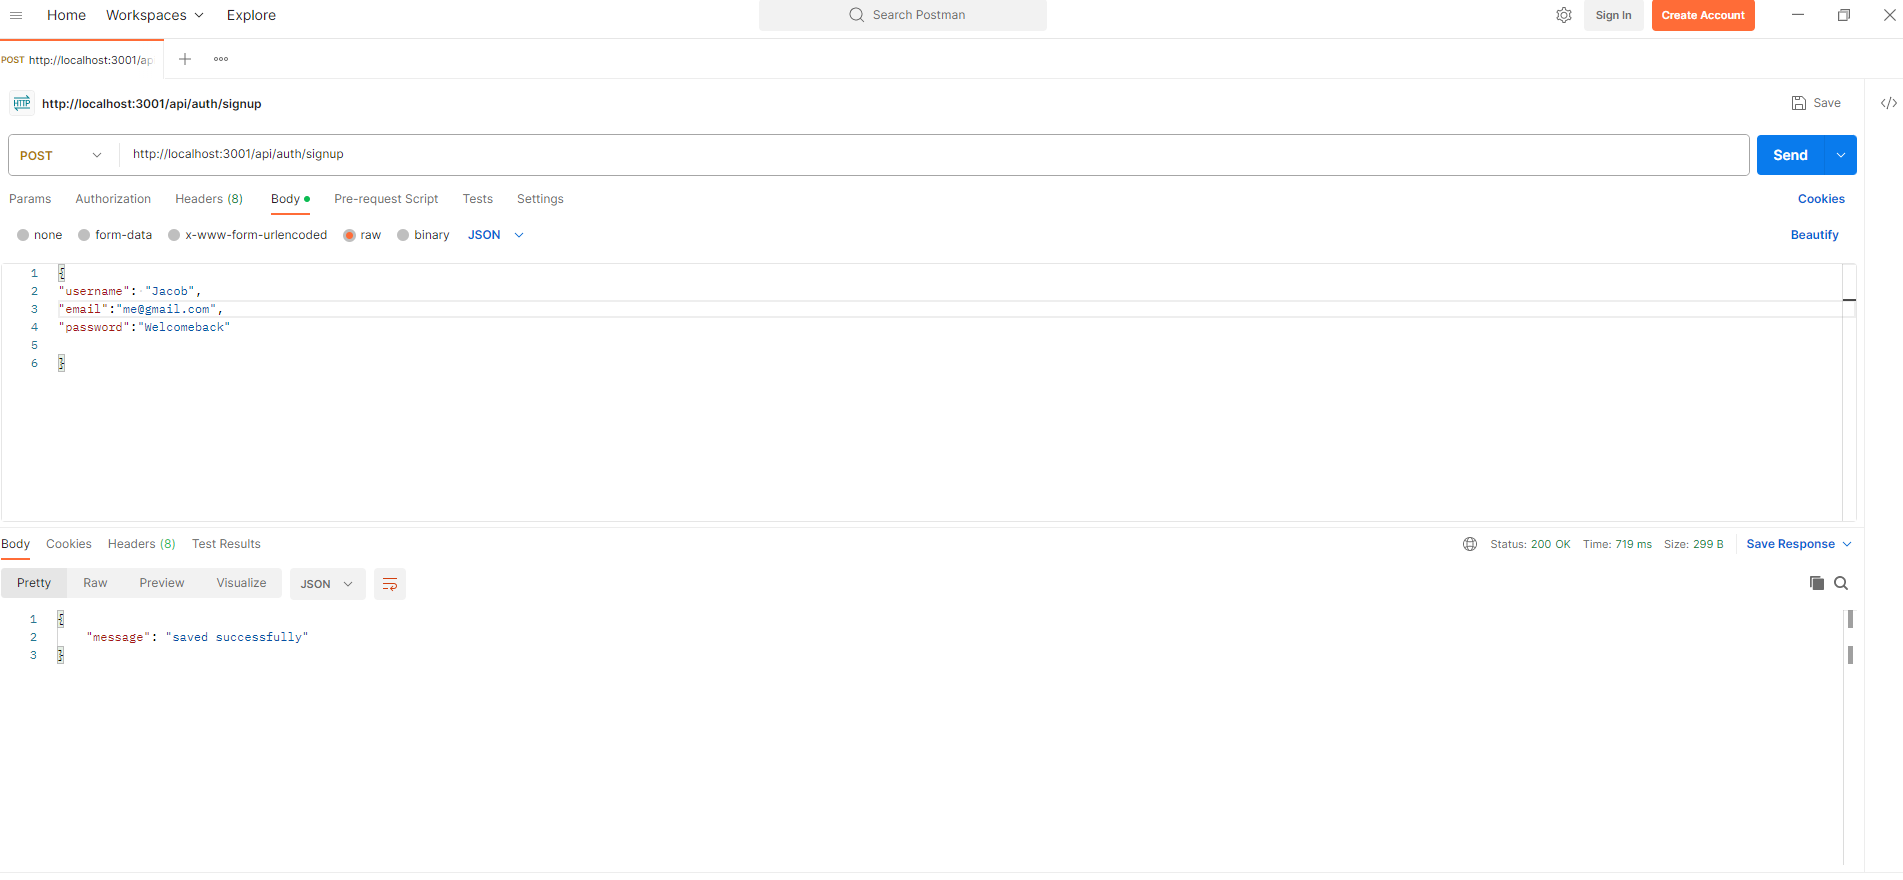 Home Workspaces Explore Search Postman Sign In Create Account
POST http://localhost:3001/ap
HTTP http://localhost:3001/api/auth/signup Save
POST http://localhost:3001/api/auth/signup Send
Params Authorization Headers (8) Body Pre-request Script Tests Settings Cookies
none form-data x-www-form-urlencoded raw binary JSON Beautify
1 {
2 "username": "Jacob",
3 "email":"me@gmail.com",
4 "password":"Welcomeback"
5
6 }
Body Cookies Headers (8) Test Results Status: 200 OK Time: 719 ms Size: 299 B Save Response
Pretty Raw Preview Visualize JSON
1 {
2 "message": "saved successfully"
3 }